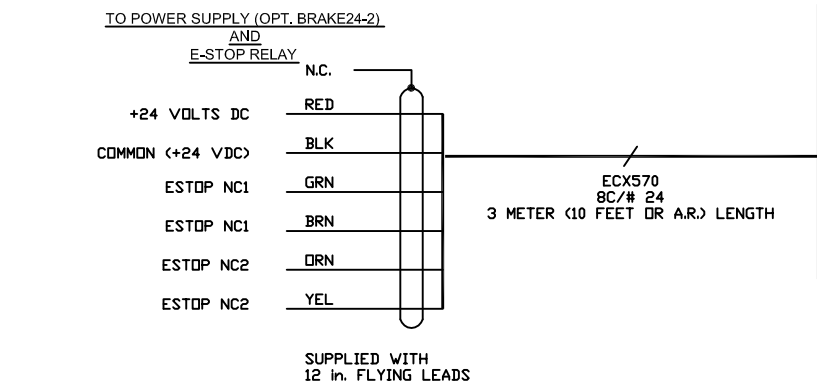 TO POWER SUPPLY (OPT. BRAKE24-2)
AND
E-STOP RELAY
N.C.
+24 VOLTS DC RED
COMMON (+24 VDC) BLK
ESTOP NC1 GRN
ESTOP NC1 BRN
ESTOP NC2 ORN
ESTOP NC2 YEL
ECX570
8C/# 24
3 METER (10 FEET OR A.R.) LENGTH
SUPPLIED WITH
12 in. FLYING LEADS